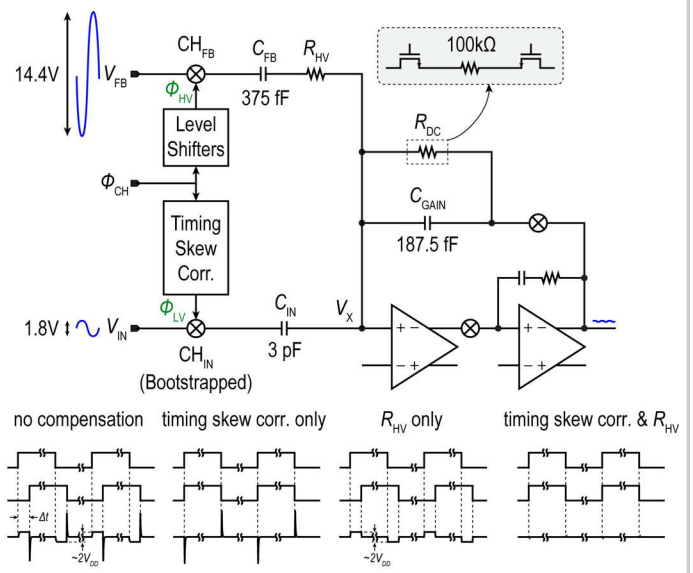 14.4V
V_FB
CH_FB
C_FB
R_HV
100kΩ
Φ_HV
375 fF
Level
Shifters
R_DC
Φ_CH
C_GAIN
187.5 fF
Timing
Skew
Corr.
Φ_LV
C_IN
V_X
1.8V
V_IN
+ −
+ −
CH_IN
3 pF
(Bootstrapped)
− +
− +
no compensation
timing skew corr. only
R_HV only
timing skew corr. & R_HV
Δt
~2V_DD
~2V_DD